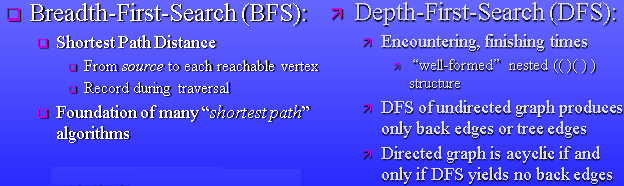 Breadth-First-Search (BFS):
Shortest Path Distance
From source to each reachable vertex
Record during traversal
Foundation of many “shortest path”
algorithms
Depth-First-Search (DFS):
Encountering, finishing times
“well-formed” nested (( )( ) )
structure
DFS of undirected graph produces
only back edges or tree edges
Directed graph is acyclic if and
only if DFS yields no back edges